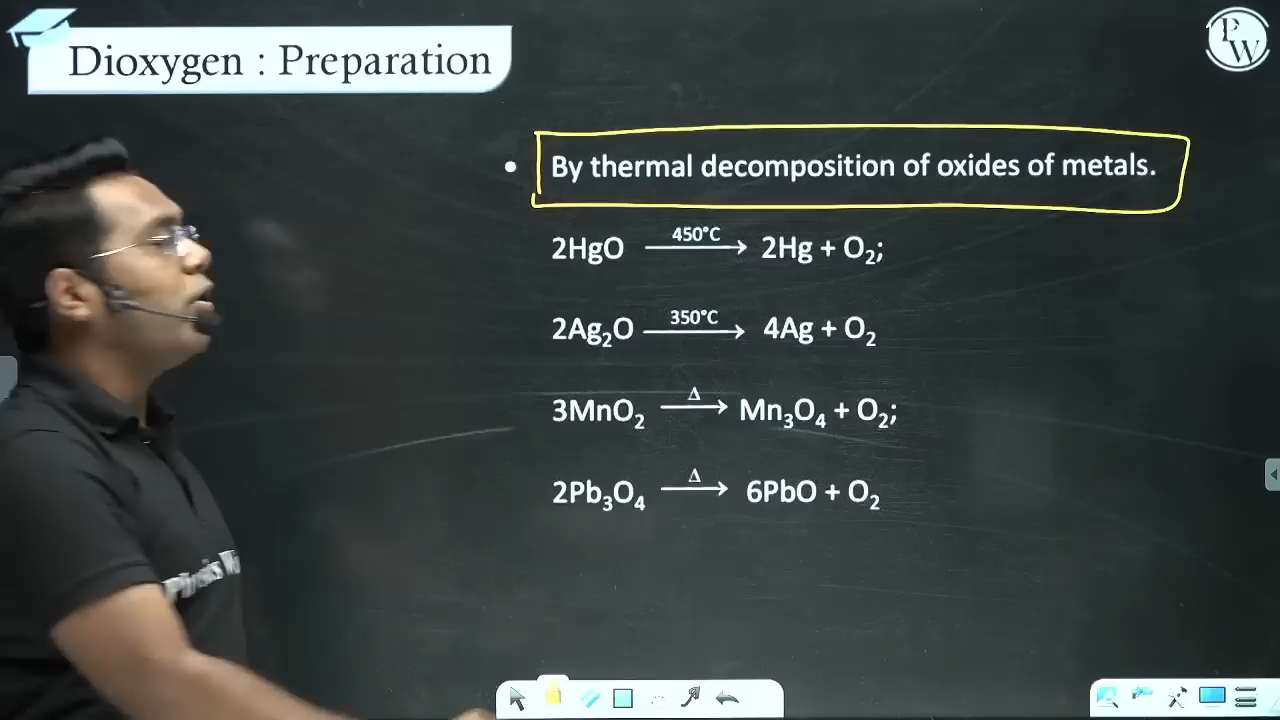 Dioxygen : Preparation
PW
• By thermal decomposition of oxides of metals.
2HgO 450°C⟶ 2Hg + O₂;
2Ag₂O 350°C⟶ 4Ag + O₂
3MnO₂ Δ⟶ Mn₃O₄ + O₂;
2Pb₃O₄ Δ⟶ 6PbO + O₂